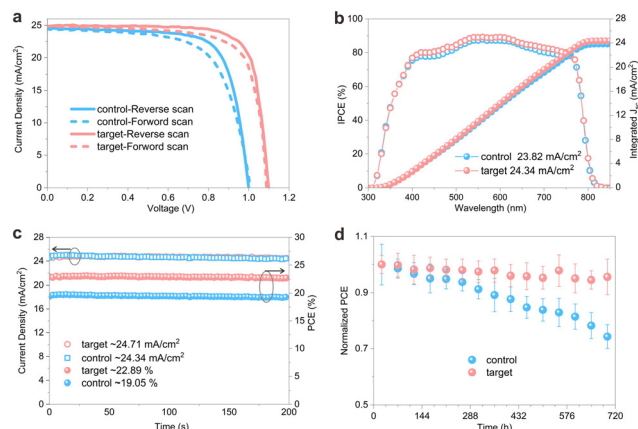 a
25
20
15
10
5
0
Current Density (mA/cm²)
control-Reverse scan
control-Forword scan
target-Reverse scan
target-Forword scan
0.0 0.2 0.4 0.6 0.8 1.0 1.2
Voltage (V)
b
100
80
60
40
20
0
IPCE (%)
28
24
20
16
12
8
4
0
Integrated Jsc (mA/cm²)
control 23.82 mA/cm²
target 24.34 mA/cm²
300 400 500 600 700 800
Wavelength (nm)
c
28
24
20
16
12
8
4
0
Current Density (mA/cm²)
30
25
20
15
10
5
0
PCE (%)
target ~24.71 mA/cm²
control ~24.34 mA/cm²
target ~22.89 %
control ~19.05 %
0 50 100 150 200
Time (s)
d
1.1
0.9
0.7
0.5
Normalized PCE
control
target
0 144 288 432 576 720
Time (h)